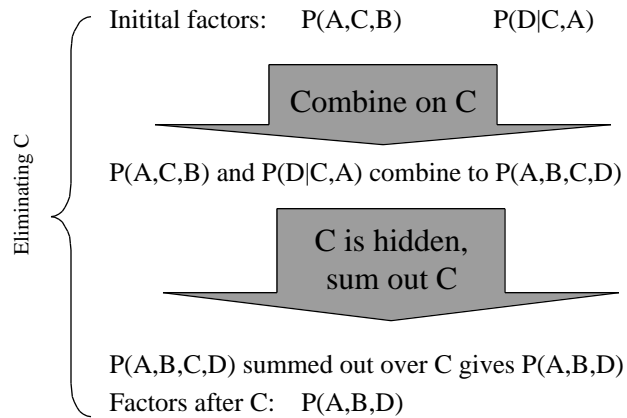 Initital factors: P(A,C,B) P(D|C,A)
Combine on C
Eliminating C
P(A,C,B) and P(D|C,A) combine to P(A,B,C,D)
C is hidden,
sum out C
P(A,B,C,D) summed out over C gives P(A,B,D)
Factors after C: P(A,B,D)